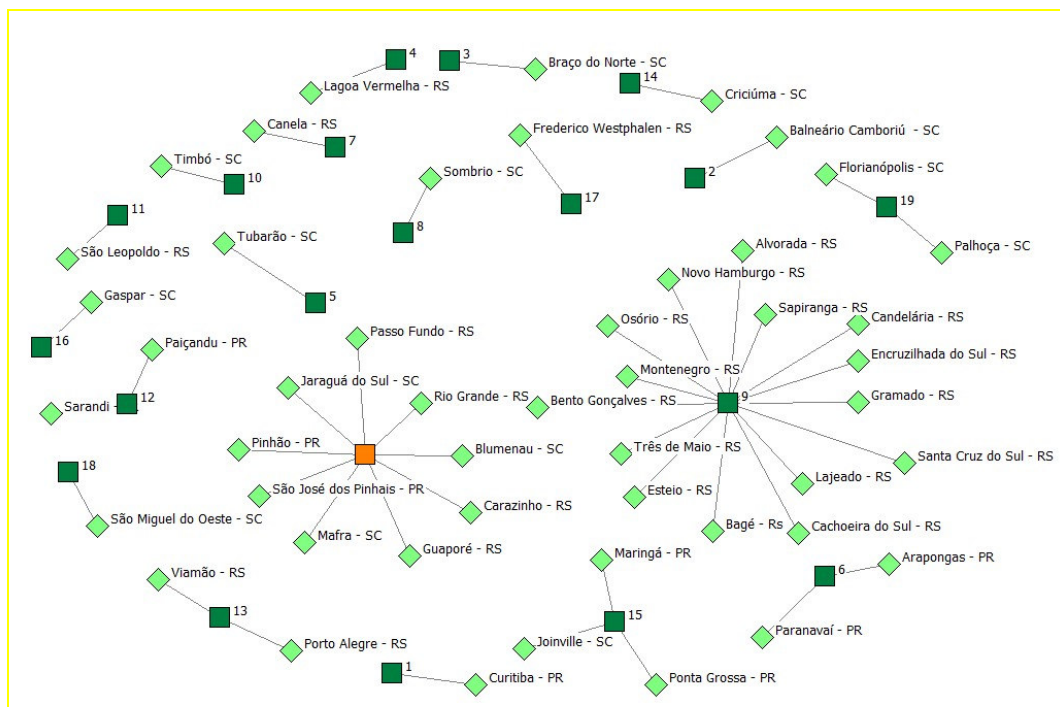 4
3
Braço do Norte - SC
14
Lagoa Vermelha - RS
Criciúma - SC
Canela - RS
Frederico Westphalen - RS
Balneário Camboriú - SC
7
Timbó - SC
Florianópolis - SC
10
Sombrio - SC
2
17
19
11
8
Tubarão - SC
Alvorada - RS
Palhoça - SC
São Leopoldo - RS
Novo Hamburgo - RS
Gaspar - SC
5
Sapiranga - RS
Candelária - RS
Osório - RS
Passo Fundo - RS
16
Paiçandu - PR
Encruzilhada do Sul - RS
Montenegro - RS
Jaraguá do Sul - SC
Rio Grande - RS
Bento Gonçalves - RS
9
Gramado - RS
12
Sarandi -
Pinhão - PR
Blumenau - SC
Três de Maio - RS
Santa Cruz do Sul - RS
18
Lajeado - RS
São José dos Pinhais - PR
Esteio - RS
Carazinho - RS
São Miguel do Oeste - SC
Bagé - Rs
Cachoeira do Sul - RS
Mafra - SC
Guaporé - RS
Maringá - PR
Arapongas - PR
Viamão - RS
6
13
15
Paranavaí - PR
Porto Alegre - RS
Joinville - SC
1
Curitiba - PR
Ponta Grossa - PR